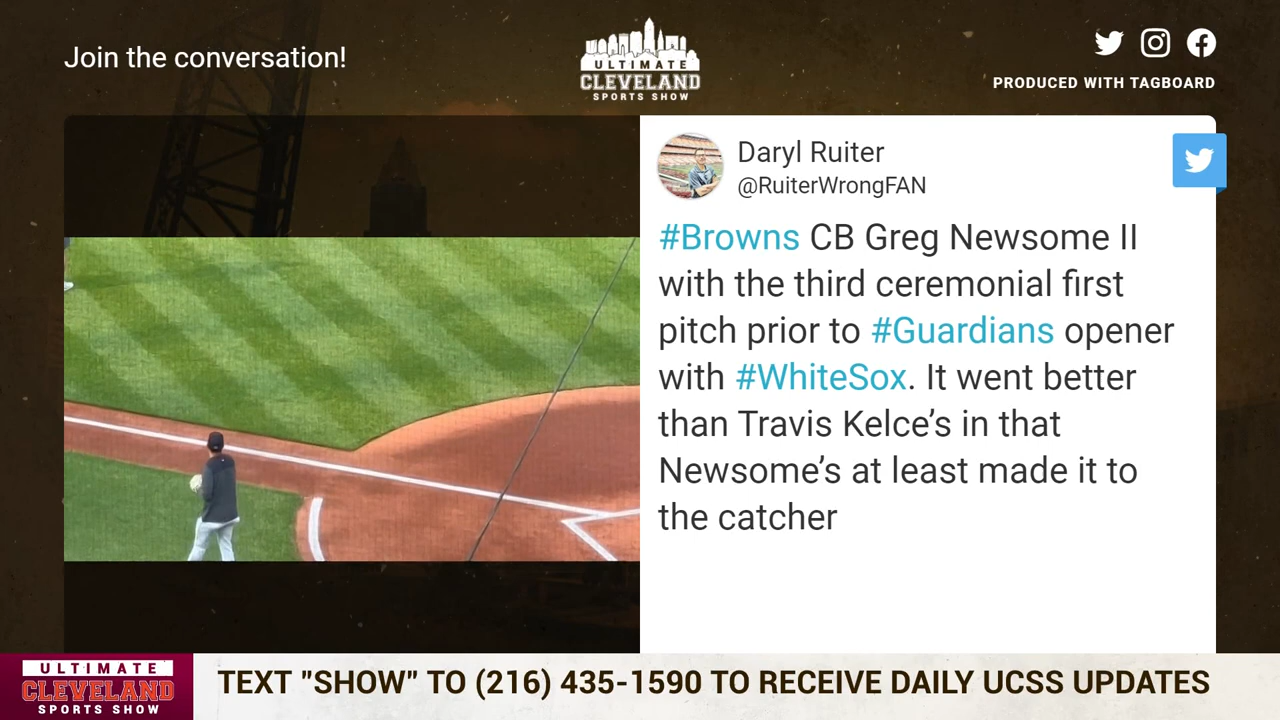 Join the conversation!
ULTIMATE
CLEVELAND
SPORTS SHOW
PRODUCED WITH TAGBOARD
Daryl Ruiter
@RuiterWrongFAN
#Browns CB Greg Newsome II
with the third ceremonial first
pitch prior to #Guardians opener
with #WhiteSox. It went better
than Travis Kelce’s in that
Newsome’s at least made it to
the catcher
ULTIMATE
CLEVELAND
SPORTS SHOW
TEXT "SHOW" TO (216) 435-1590 TO RECEIVE DAILY UCSS UPDATES